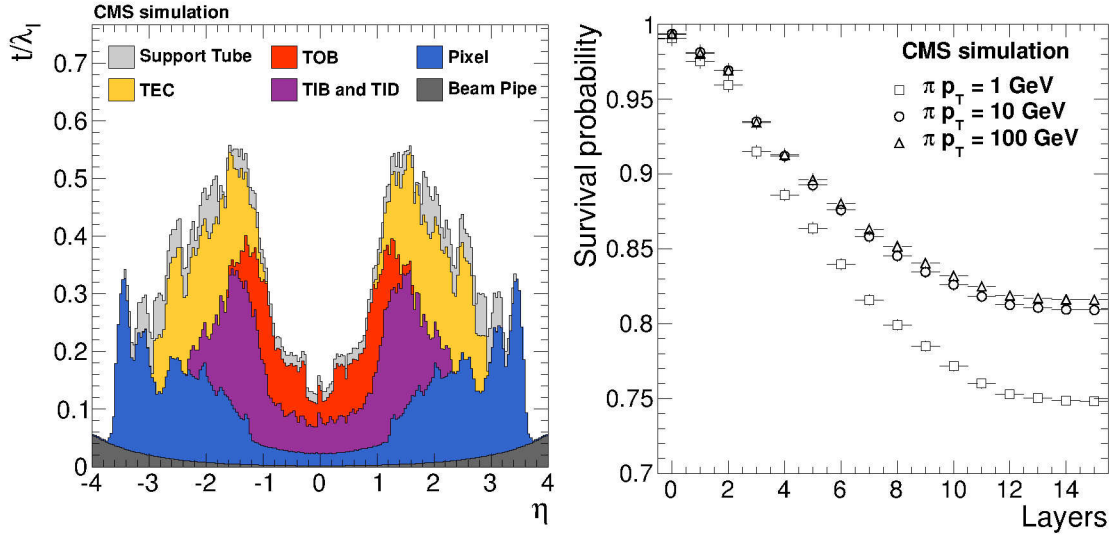 CMS simulation
t/λI
0.7
0.6
0.5
0.4
0.3
0.2
0.1
0
Support Tube
TOB
Pixel
TEC
TIB and TID
Beam Pipe
-4 -3 -2 -1 0 1 2 3 4
η
Survival probability
1
0.95
0.9
0.85
0.8
0.75
0.7
CMS simulation
π pT = 1 GeV
π pT = 10 GeV
π pT = 100 GeV
0 2 4 6 8 10 12 14
Layers